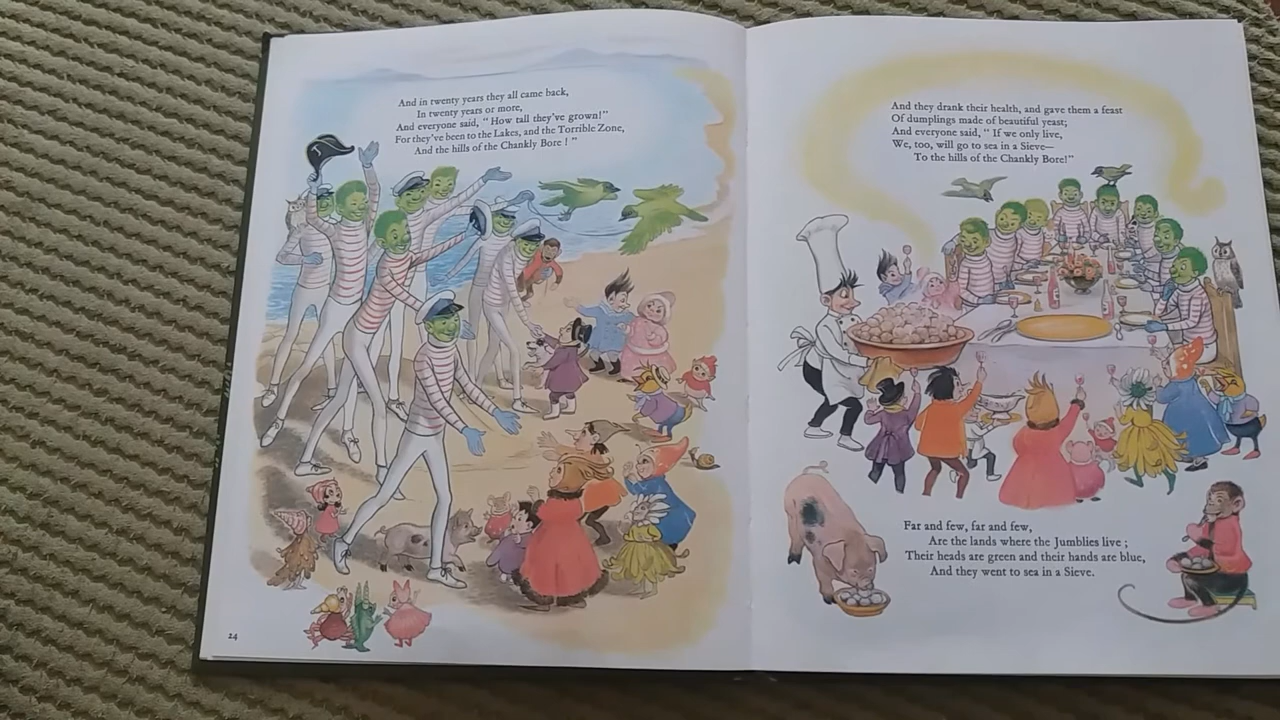 And in twenty years they all came back,
In twenty years or more,
And everyone said, "How tall they've grown!"
For they've been to the Lakes, and the Torrible Zone,
And the hills of the Chankly Bore!"
24
And they drank their health, and gave them a feast
Of dumplings made of beautiful yeast;
And everyone said, "If we only live,
We, too, will go to sea in a Sieve—
To the hills of the Chankly Bore!"
Far and few, far and few,
Are the lands where the Jumblies live;
Their heads are green and their hands are blue,
And they went to sea in a Sieve.